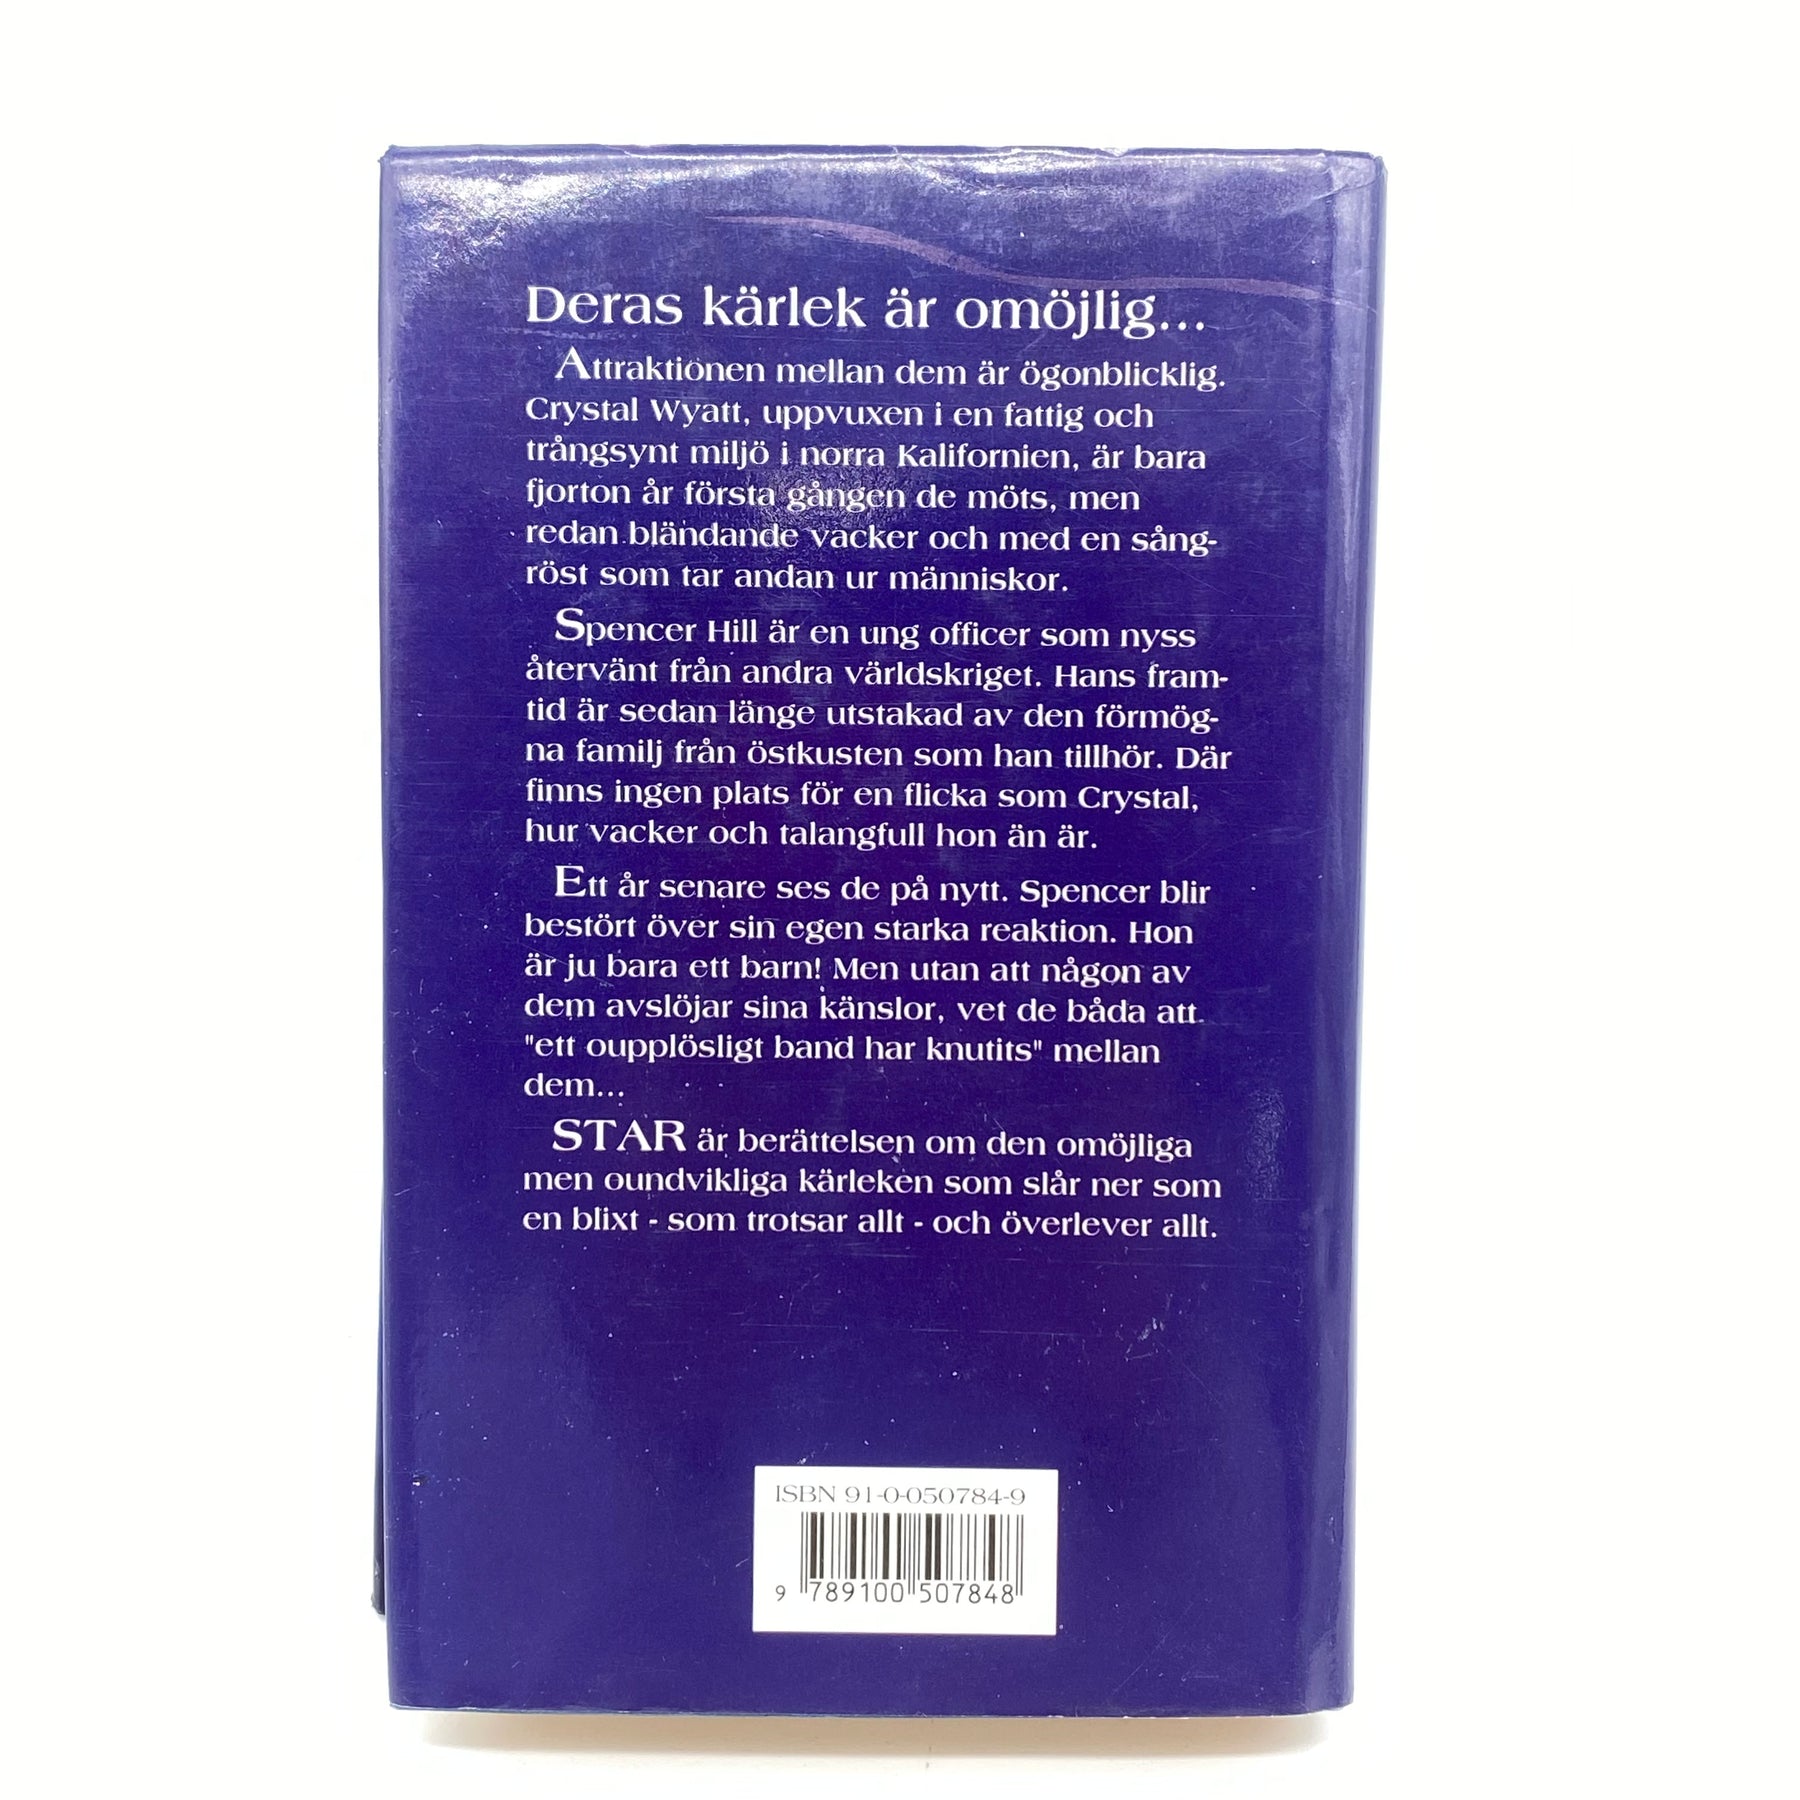 Deras kärlek är omöjlig...
Attraktionen mellan dem är ögonblicklig.
Crystal Wyatt, uppvuxen i en fattig och
trångsynt miljö i norra Kalifornien, är bara
fjorton år första gången de möts, men
redan bländande vacker och med en sång-
röst som tar andan ur människor.
Spencer Hill är en ung officer som nyss
återvänt från andra världskriget. Hans fram-
tid är sedan länge utstakad av den förmög-
na familj från östkusten som han tillhör. Där
finns ingen plats för en flicka som Crystal,
hur vacker och talangfull hon än är.
Ett år senare ses de på nytt. Spencer blir
bestört över sin egen starka reaktion. Hon
är ju bara ett barn! Men utan att någon av
dem avslöjar sina känslor, vet de båda att
"ett oupplösligt band har knutits" mellan
dem...
STAR är berättelsen om den omöjliga
men oundvikliga kärleken som slår ner som
en blixt - som trotsar allt - och överlever allt.
ISBN 91-0-050784-9
9 789100 507848